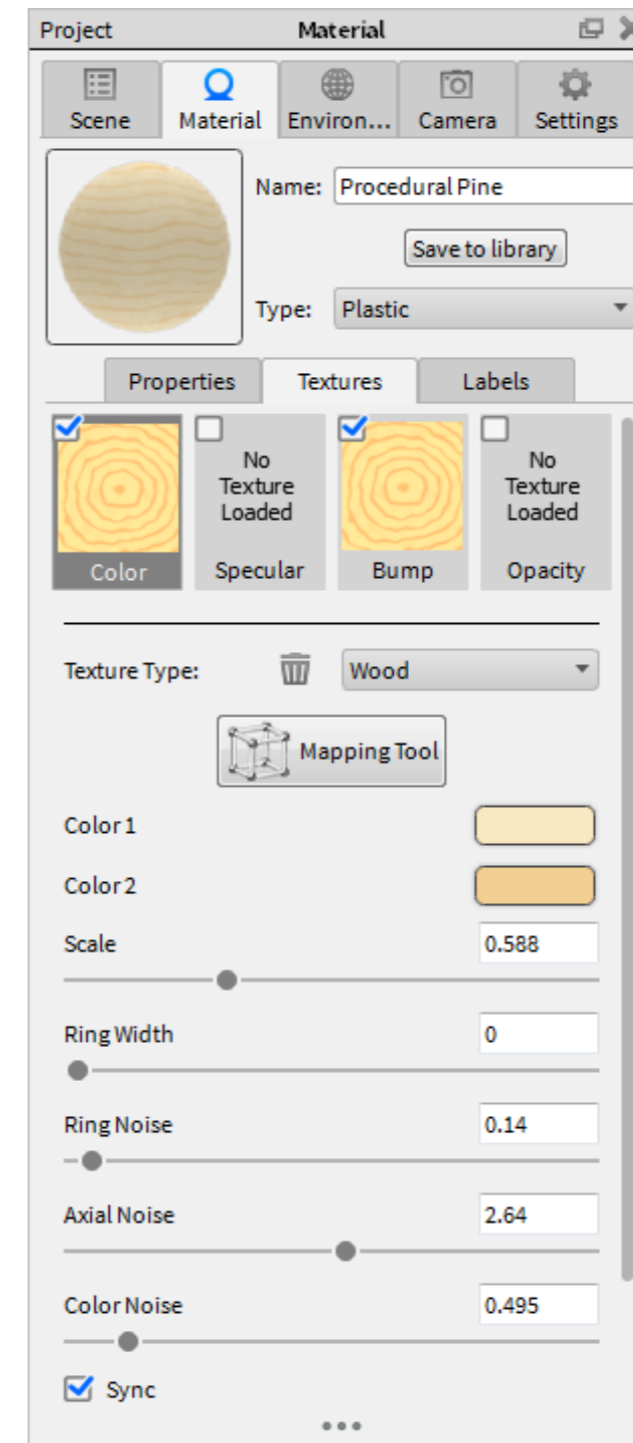 Project Material
Scene Material Environ... Camera Settings
Name: Procedural Pine
Save to library
Type: Plastic
Properties Textures Labels
No Texture Loaded No Texture Loaded
Color Specular Bump Opacity
Texture Type: Wood
Mapping Tool
Color 1
Color 2
Scale 0.588
Ring Width 0
Ring Noise 0.14
Axial Noise 2.64
Color Noise 0.495
Sync